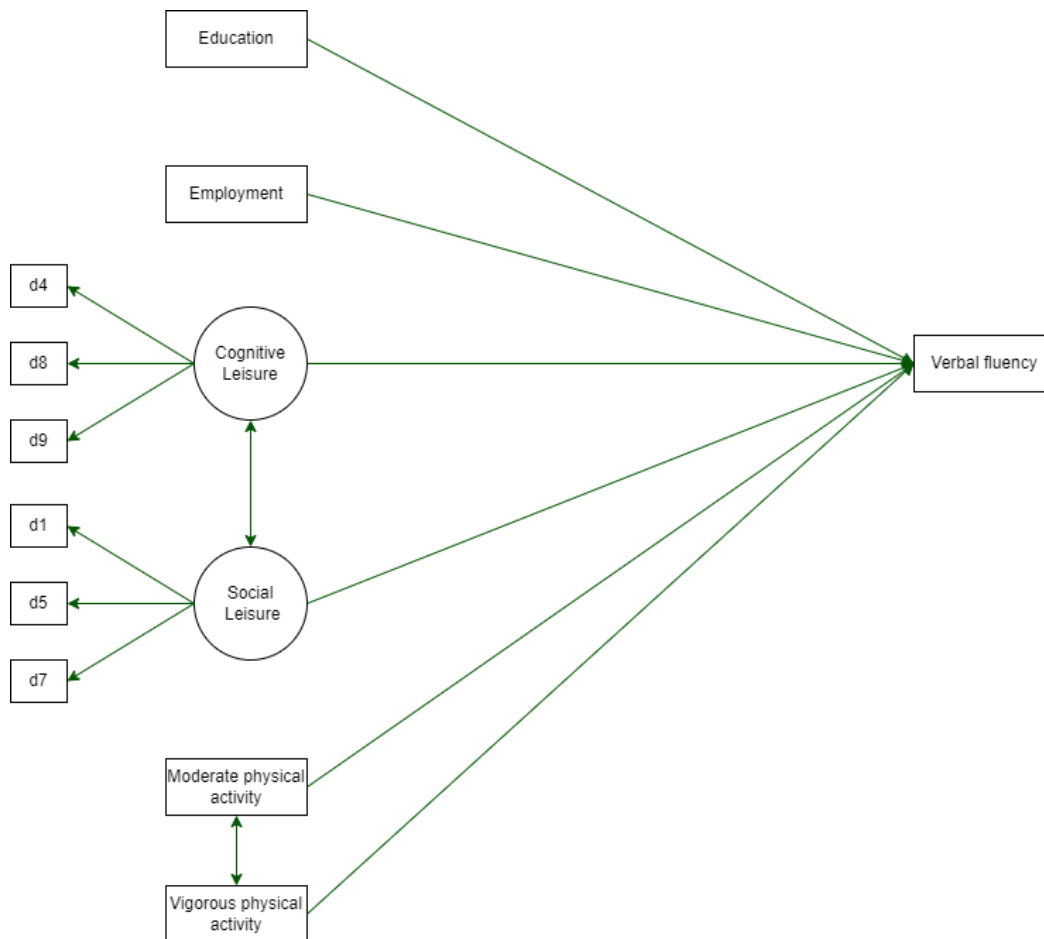 Education
Employment
d4
d8
d9
Cognitive
Leisure
Verbal fluency
d1
d5
d7
Social
Leisure
Moderate physical
activity
Vigorous physical
activity